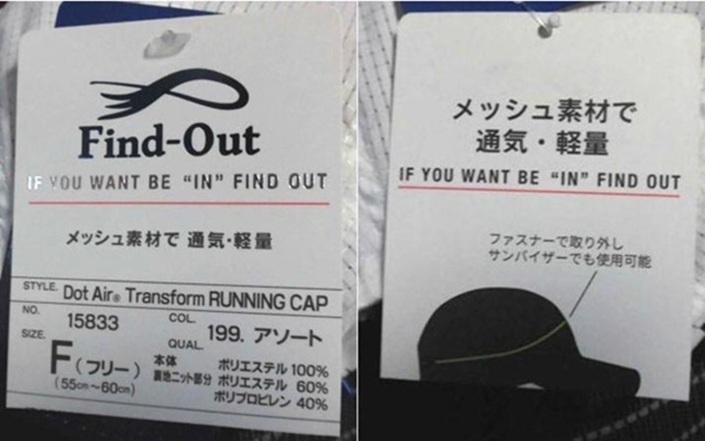 Find-Out
IF YOU WANT BE “IN” FIND OUT
メッシュ素材で 通気・軽量
STYLE. Dot Air® Transform RUNNING CAP
NO. 15833 COL. 199. アソート
SIZE. F(フリー)
(55cm〜60cm)
QUAL.
本体 ポリエステル 100%
裏地ニット部分 ポリエステル 60%
ポリプロピレン 40%
メッシュ素材で
通気・軽量
IF YOU WANT BE “IN” FIND OUT
ファスナーで取り外し
サンバイザーでも使用可能